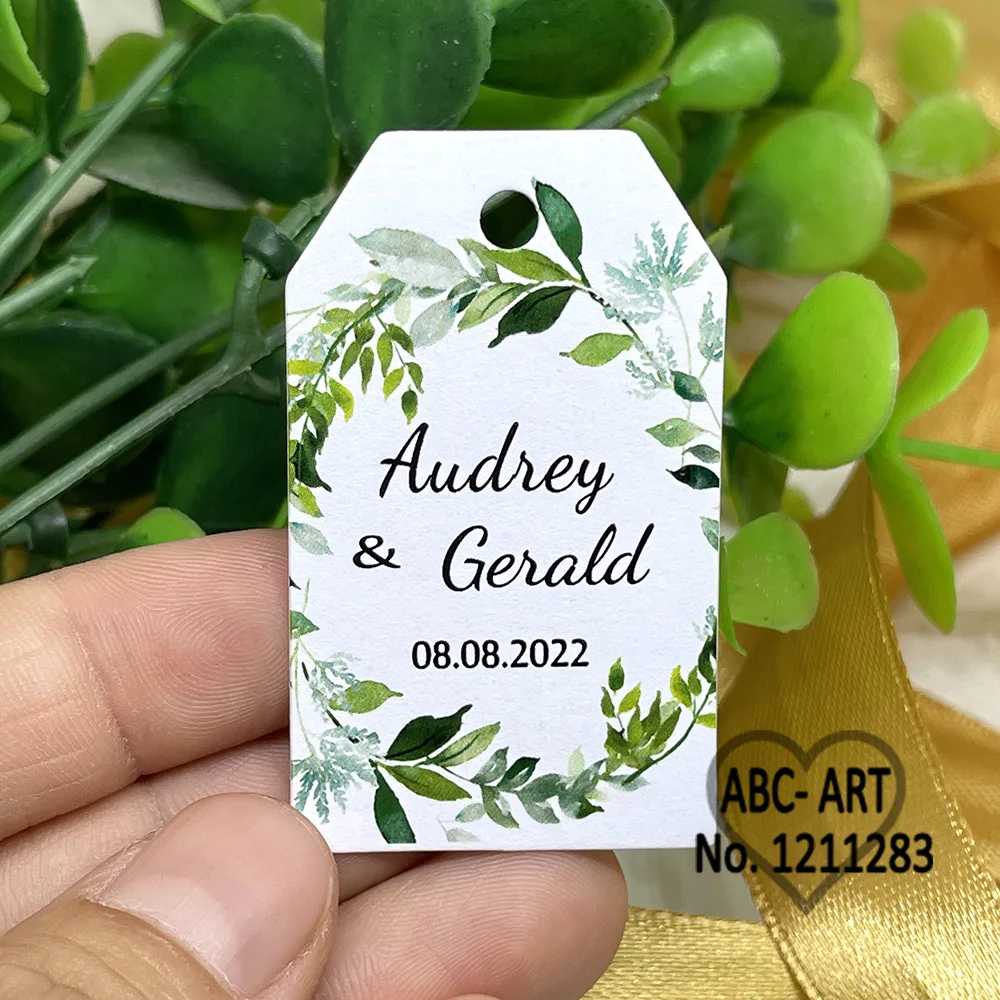 Audrey
& Gerald
08.08.2022
ABC- ART
No. 1211283